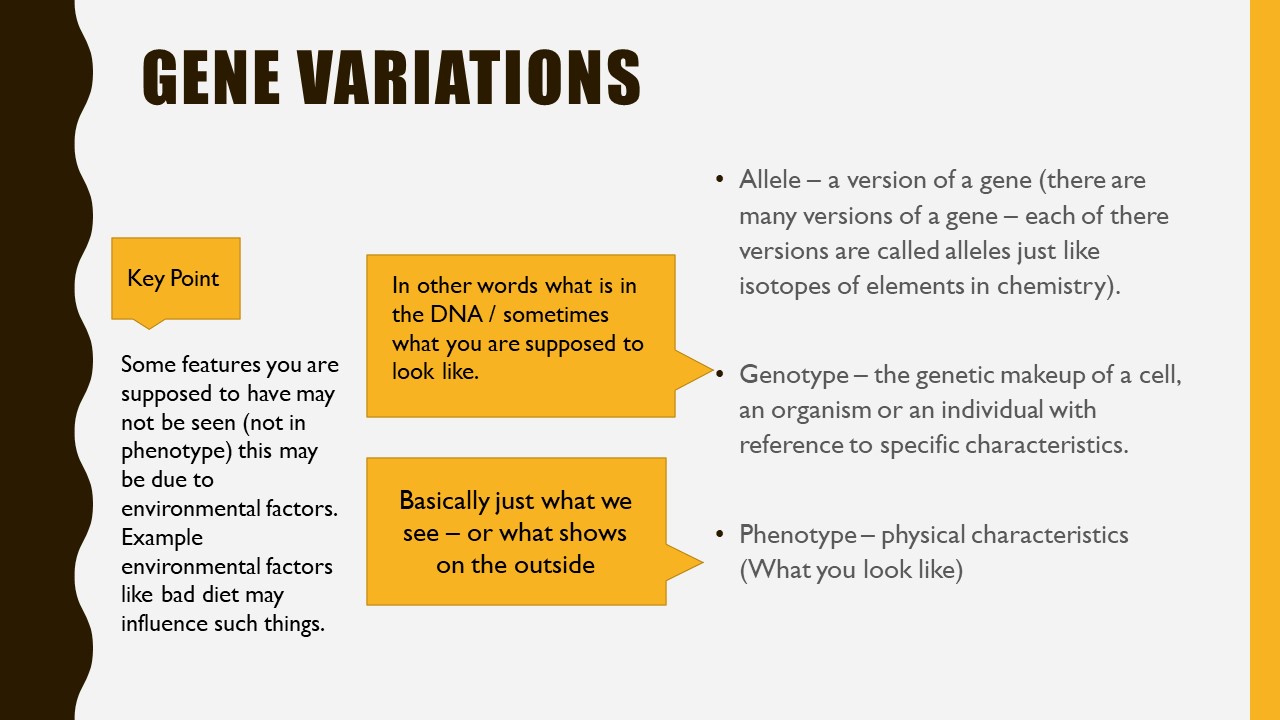 GENE VARIATIONS
Key Point
Some features you are
supposed to have may
not be seen (not in
phenotype) this may
be due to
environmental factors.
Example
environmental factors
like bad diet may
influence such things.
In other words what is in
the DNA / sometimes
what you are supposed to
look like.
Basically just what we
see – or what shows
on the outside
• Allele – a version of a gene (there are
many versions of a gene – each of there
versions are called alleles just like
isotopes of elements in chemistry).
• Genotype – the genetic makeup of a cell,
an organism or an individual with
reference to specific characteristics.
• Phenotype – physical characteristics
(What you look like)